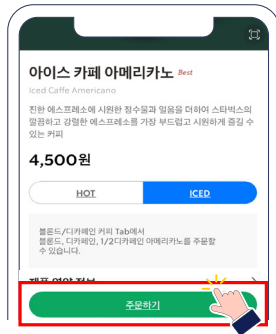 아이스 카페 아메리카노 Best
Iced Caffe Americano
진한 에스프레소에 시원한 정수물과 얼음을 더하여 스타벅스의
깔끔하고 강렬한 에스프레소를 가장 부드럽고 시원하게 즐길 수
있는 커피
4,500원
HOT ICED
블론드/디카페인 커피 Tab에서
블론드, 디카페인, 1/2디카페인 아메리카노를 주문할
수 있습니다.
제품 영양 정보
주문하기